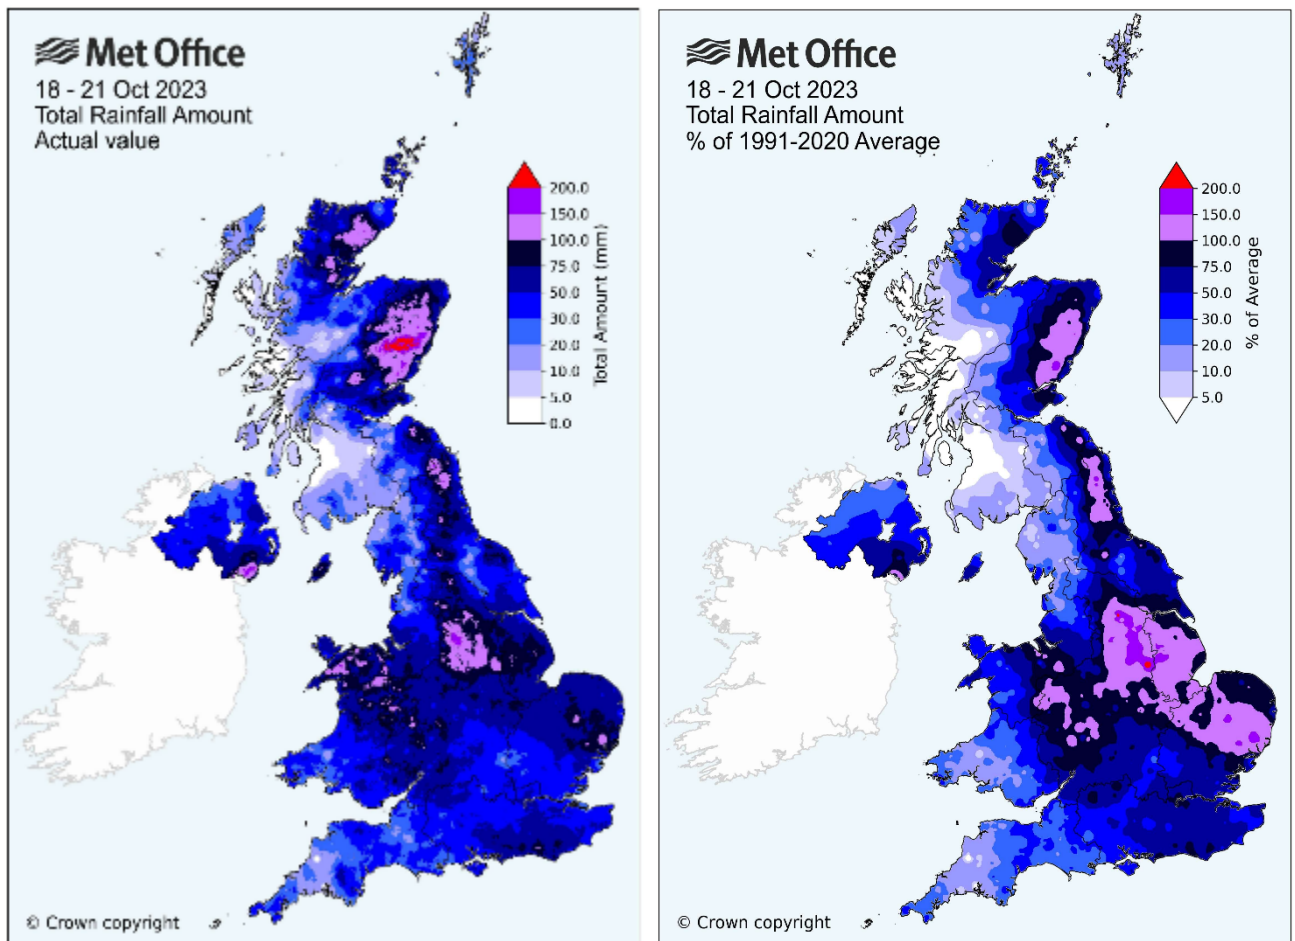 Met Office
18 - 21 Oct 2023
Total Rainfall Amount
Actual value
200.0
150.0
100.0
75.0
50.0
30.0
20.0
10.0
5.0
0.0
Total Amount (mm)
© Crown copyright
Met Office
18 - 21 Oct 2023
Total Rainfall Amount
% of 1991-2020 Average
200.0
150.0
100.0
75.0
50.0
30.0
20.0
10.0
5.0
% of Average
© Crown copyright